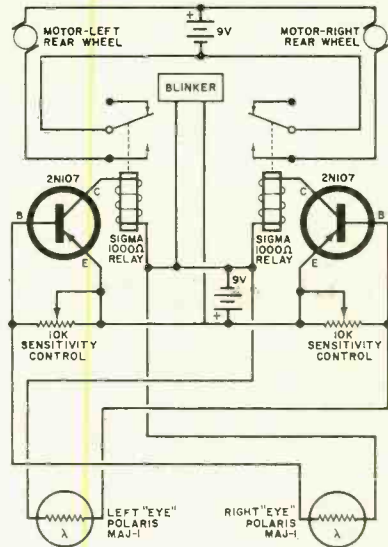 MOTOR-LEFT
REAR WHEEL
+
9V
MOTOR-RIGHT
REAR WHEEL
BLINKER
2N107
2N107
B
C
E
SIGMA
1000Ω
RELAY
SIGMA
1000Ω
RELAY
C
B
E
9V
+
10K
SENSITIVITY
CONTROL
10K
SENSITIVITY
CONTROL
λ
LEFT "EYE"
POLARIS
MAJ-1
RIGHT "EYE"
POLARIS
MAJ-1
λ